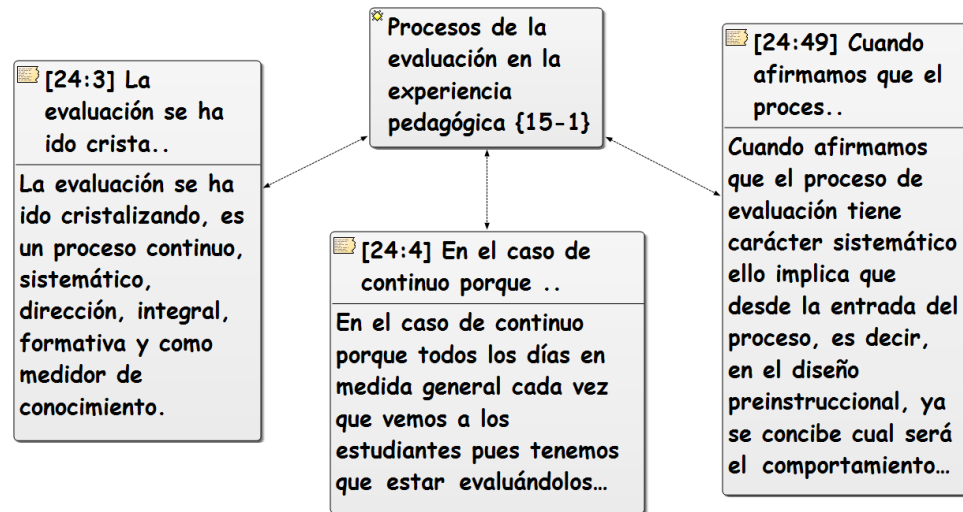 Procesos de la
evaluación en la
experiencia
pedagógica {15-1}
[24:3] La
evaluación se ha
ido crista..
La evaluación se ha
ido cristalizando, es
un proceso continuo,
sistemático,
dirección, integral,
formativa y como
medidor de
conocimiento.
[24:4] En el caso de
continuo porque ..
En el caso de continuo
porque todos los días en
medida general cada vez
que vemos a los
estudiantes pues tenemos
que estar evaluándolos…
[24:49] Cuando
afirmamos que el
proces..
Cuando afirmamos
que el proceso de
evaluación tiene
carácter sistemático
ello implica que
desde la entrada del
proceso, es decir,
en el diseño
preinstruccional, ya
se concibe cual será
el comportamiento…